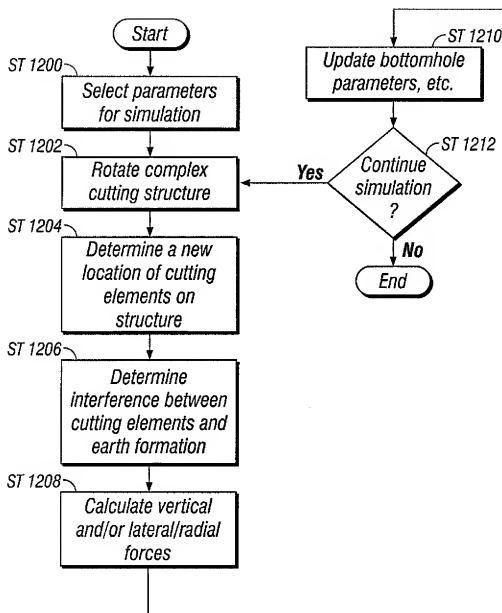 Start
ST 1200
Select parameters
for simulation
ST 1202
Rotate complex
cutting structure
ST 1204
Determine a new
location of cutting
elements on
structure
ST 1206
Determine
interference between
cutting elements and
earth formation
ST 1208
Calculate vertical
and/or lateral/radial
forces
ST 1210
Update bottomhole
parameters, etc.
ST 1212
Continue
simulation
?
Yes
No
End